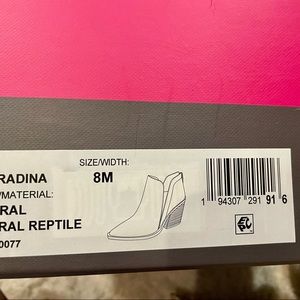 RADINA
/MATERIAL:
RAL
RAL REPTILE
0077
SIZE/WIDTH:
8M
1 94307 291 91 6